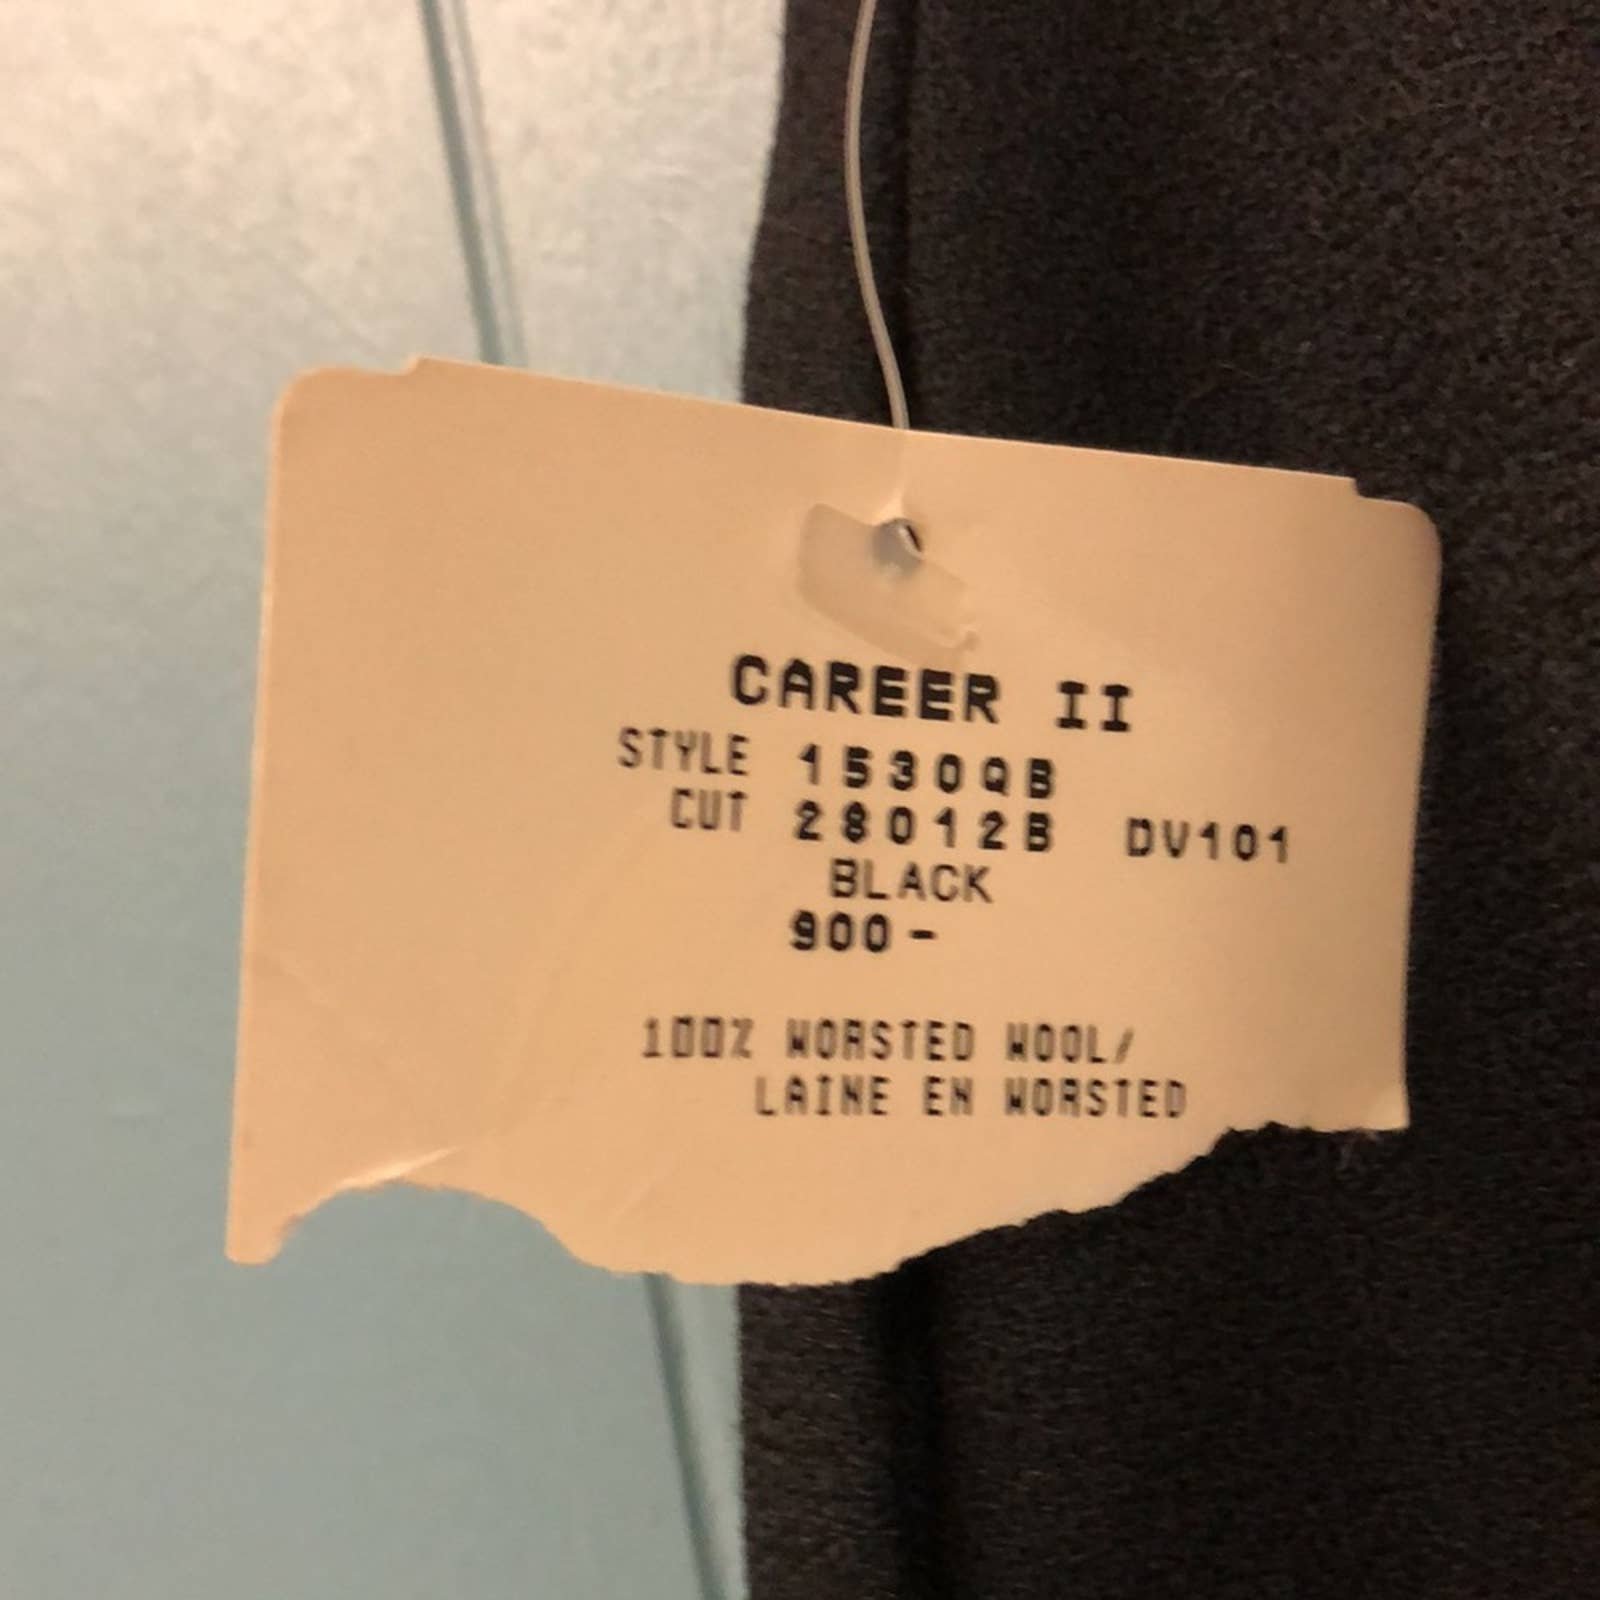 CAREER II
STYLE 1530QB
CUT 28012B DV101
BLACK
900-
100% WORSTED WOOL/
LAINE EN WORSTED